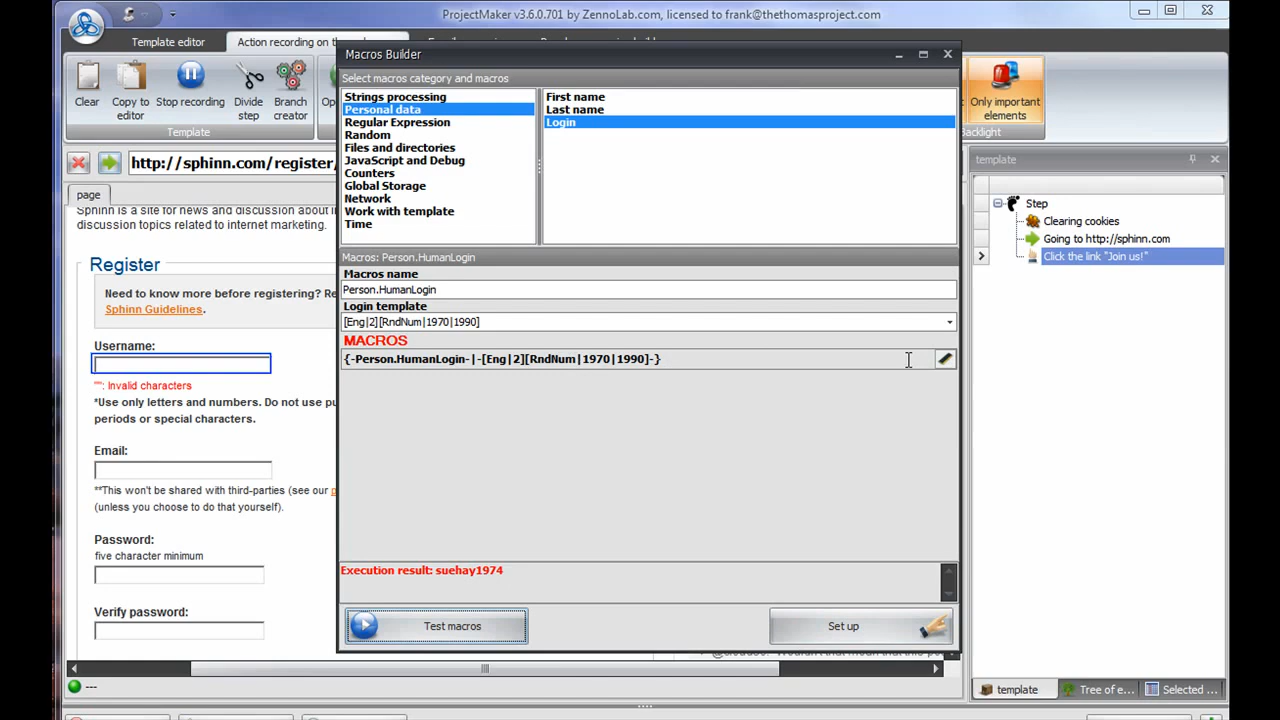 ProjectMaker v3.6.0.701 by ZennoLab.com, licensed to frank@thethomasproject.com
Template editor
Action recording on th
Macros Builder
Select macros category and macros
Clear
Copy to editor
Stop recording
Divide step
Branch creator
Template
Only important elements
Backlight
Strings processing
Personal data
Regular Expression
Random
Files and directories
JavaScript and Debug
Counters
Global Storage
Network
Work with template
Time
First name
Last name
Login
http://sphinn.com/register/
page
Sphinn is a site for news and discussion about i
discussion topics related to internet marketing.
Register
Need to know more before registering? Re
Sphinn Guidelines.
Username:
"": Invalid characters
*Use only letters and numbers. Do not use pu
periods or special characters.
Email:
**This won't be shared with third-parties (see our p
(unless you choose to do that yourself).
Password:
five character minimum
Verify password:
---
Macros: Person.HumanLogin
Macros name
Person.HumanLogin
Login template
[Eng|2][RndNum|1970|1990]
MACROS
{-Person.HumanLogin-|-[Eng|2][RndNum|1970|1990]-}
Execution result: suehay1974
Test macros
Set up
template
Step
Clearing cookies
Going to http://sphinn.com
Click the link "Join us!"
template
Tree of e...
Selected ...